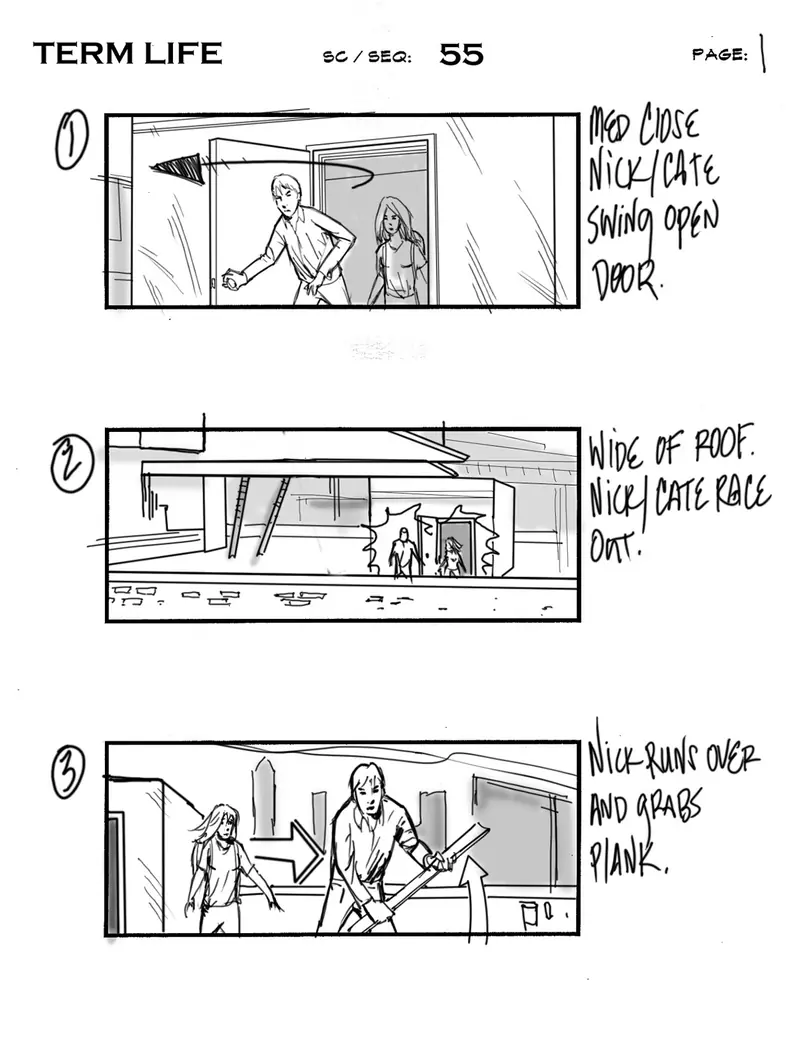 TERM LIFE SC / SEQ: 55 PAGE: 1
1
MED CLOSE
NICK/CATE
SWING OPEN
DOOR.
2
WIDE OF ROOF.
NICK/CATE RACE
OUT.
3
NICK RUNS OVER
AND GRABS
PLANK.